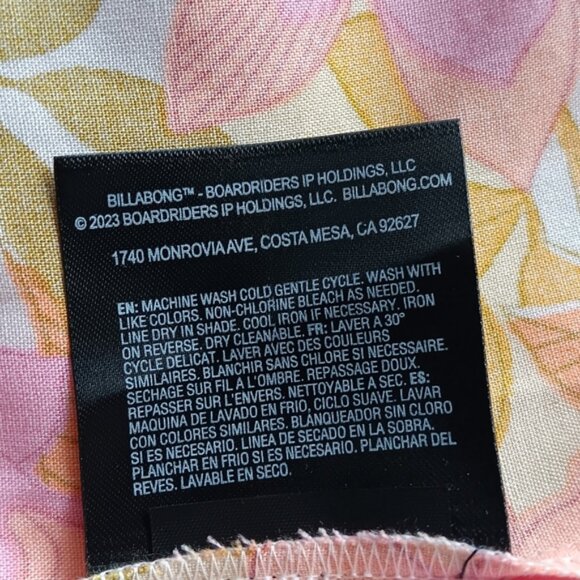 BILLABONG™ - BOARDRIDERS IP HOLDINGS, LLC
© 2023 BOARDRIDERS IP HOLDINGS, LLC. BILLABONG.COM
1740 MONROVIA AVE, COSTA MESA, CA 92627
EN: MACHINE WASH COLD GENTLE CYCLE. WASH WITH
LIKE COLORS. NON-CHLORINE BLEACH AS NEEDED.
LINE DRY IN SHADE. COOL IRON IF NECESSARY. IRON
ON REVERSE. DRY CLEANABLE. FR: LAVER A 30°
CYCLE DELICAT. LAVER AVEC DES COULEURS
SIMILAIRES. BLANCHIR SANS CHLORE SI NECESSAIRE.
SECHAGE SUR FIL A L'OMBRE. REPASSAGE DOUX.
REPASSER SUR L'ENVERS. NETTOYABLE A SEC. ES:
MAQUINA DE LAVADO EN FRIO, CICLO SUAVE. LAVAR
CON COLORES SIMILARES. BLANQUEADOR SIN CLORO
SI ES NECESARIO. LINEA DE SECADO EN LA SOBRA.
PLANCHAR EN FRIO SI ES NECESARIO. PLANCHAR DEL
REVES. LAVABLE EN SECO.